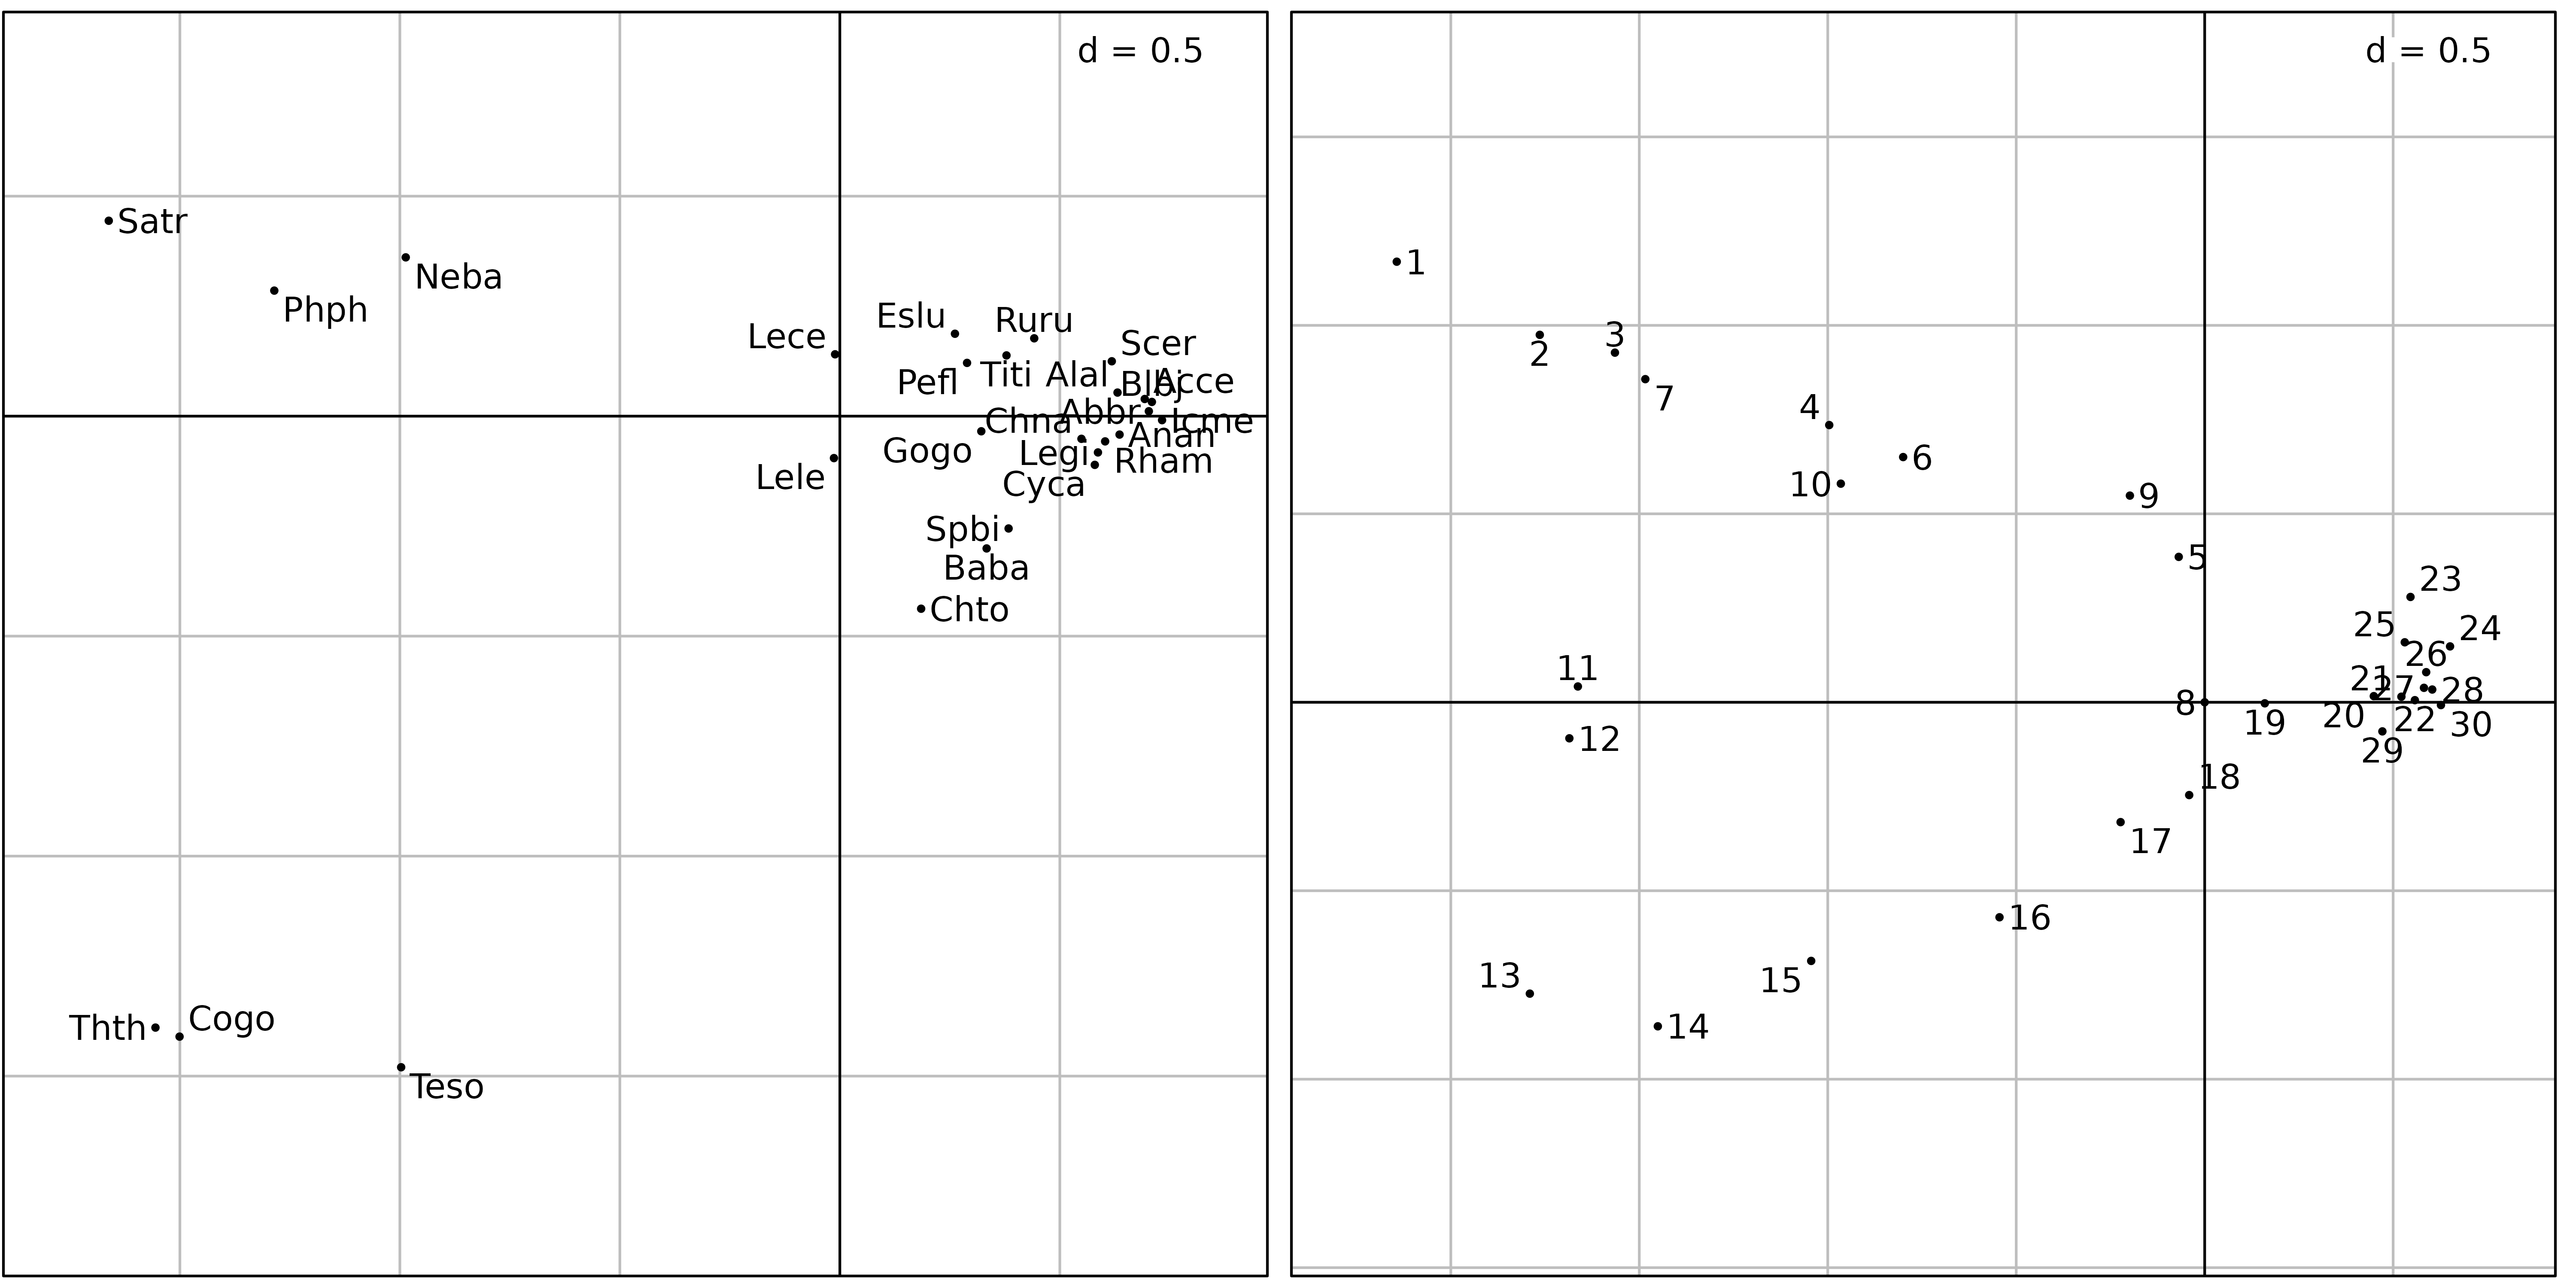 d = 0.5
Satr
Neba
Phph
Lece
Eslu
Ruru
Scer
Pefl
Titi
Alal
Blbj
Acce
Abbr
Chna
Icme
Gogo
Anan
Legi
Rham
Lele
Cyca
Spbi
Baba
Chto
Thth
Cogo
Teso
d = 0.5
1
2
3
7
4
6
10
9
5
23
25
24
26
11
21
27
28
8
20
22
19
30
12
29
18
17
16
13
15
14